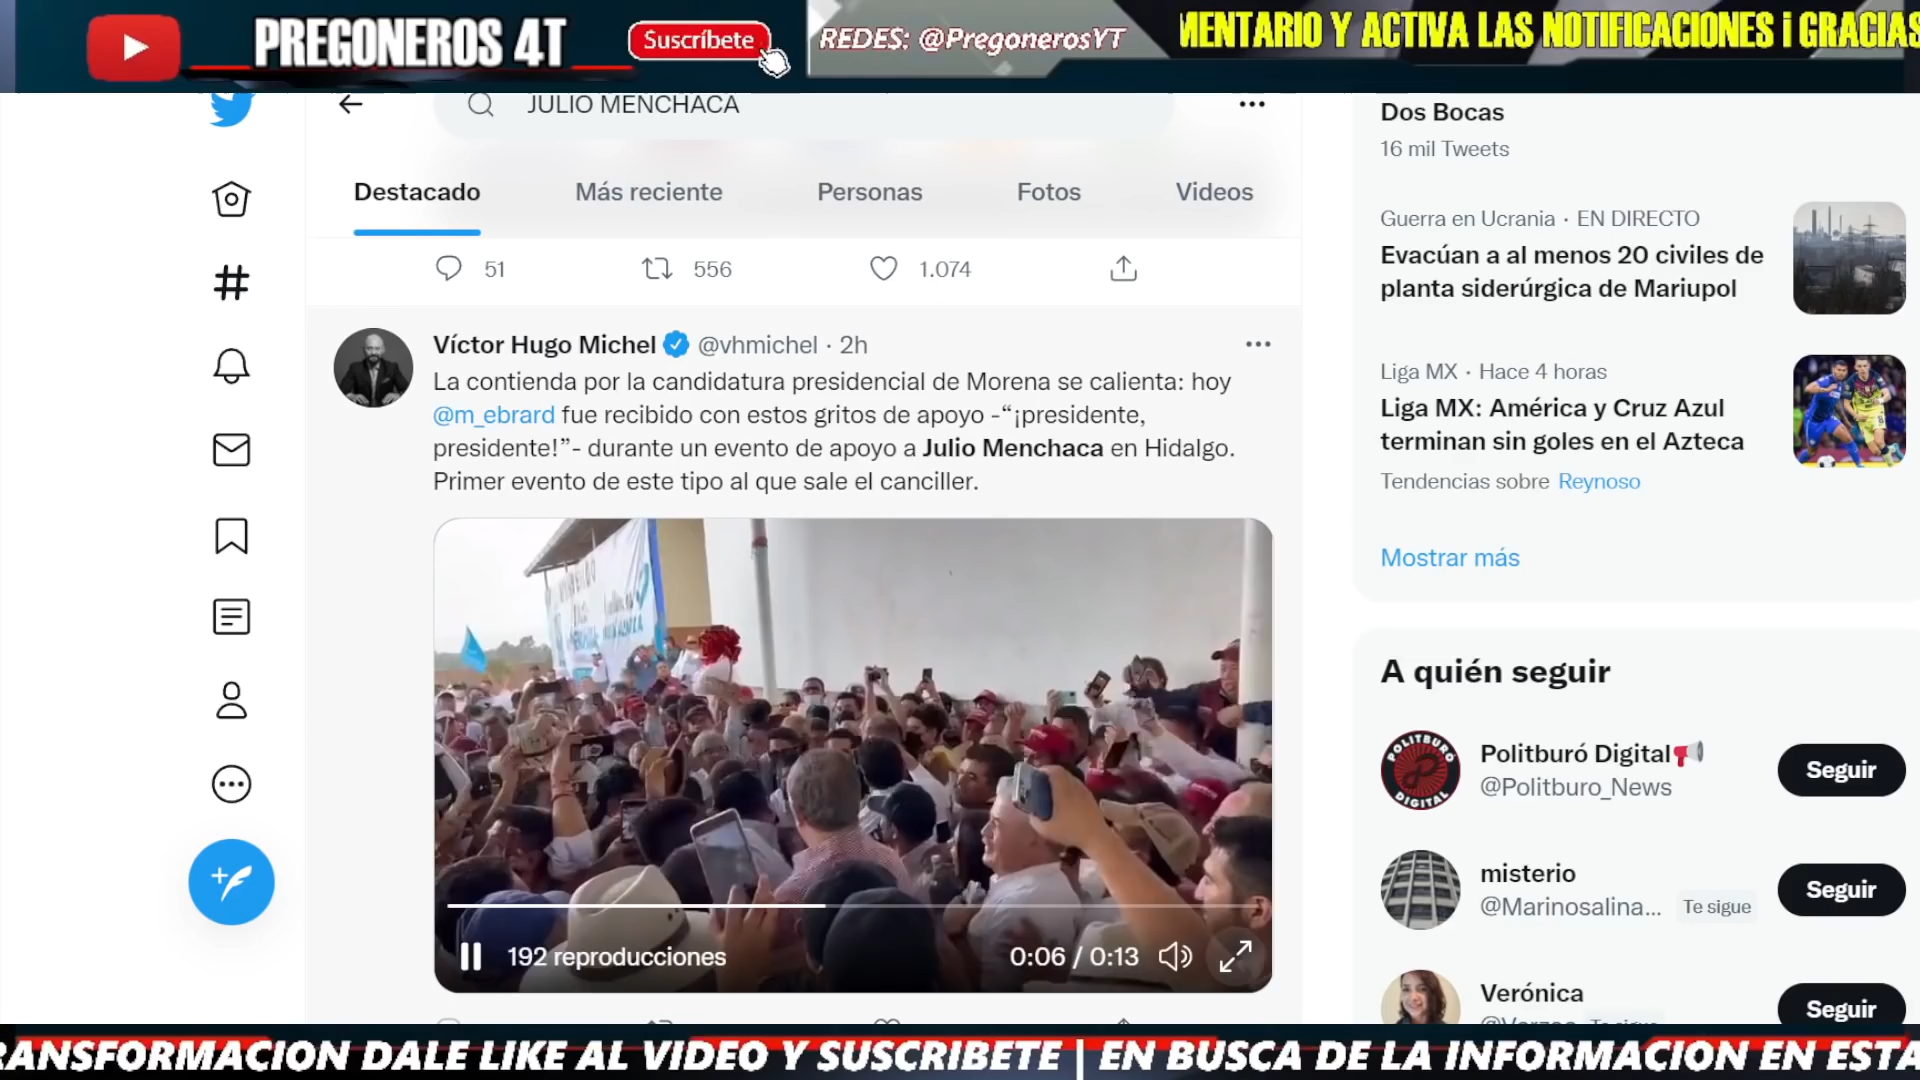 PREGONEROS 4T
Suscríbete
REDES: @PregonerosYT
MENTARIO Y ACTIVA LAS NOTIFICACIONES ¡ GRACIAS
JULIO MENCHACA
Destacado
Más reciente
Personas
Fotos
Videos
51
556
1.074
Víctor Hugo Michel @vhmichel · 2h
La contienda por la candidatura presidencial de Morena se calienta: hoy
@m_ebrard fue recibido con estos gritos de apoyo -“¡presidente,
presidente!”- durante un evento de apoyo a Julio Menchaca en Hidalgo.
Primer evento de este tipo al que sale el canciller.
192 reproducciones
0:06 / 0:13
Dos Bocas
16 mil Tweets
Guerra en Ucrania · EN DIRECTO
Evacúan a al menos 20 civiles de
planta siderúrgica de Mariupol
Liga MX · Hace 4 horas
Liga MX: América y Cruz Azul
terminan sin goles en el Azteca
Tendencias sobre Reynoso
Mostrar más
A quién seguir
POLITBURÓ
DIGITAL
Politburó Digital
@Politburo_News
Seguir
misterio
@Marinosalina...
Te sigue
Seguir
Verónica
Seguir
RANSFORMACION DALE LIKE AL VIDEO Y SUSCRIBETE | EN BUSCA DE LA INFORMACION EN ESTA